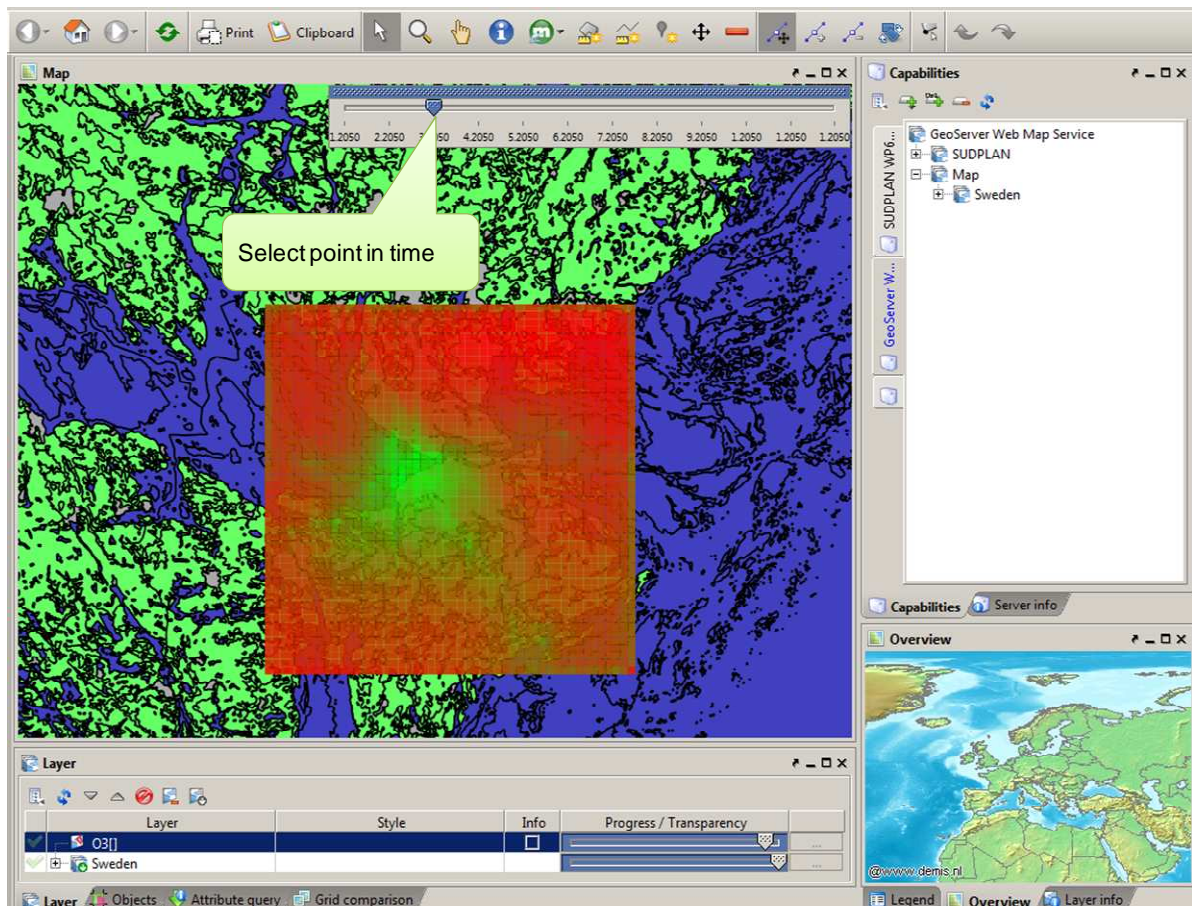 Print
Clipboard
Map
1.2050 2.2050 4.2050 5.2050 6.2050 7.2050 8.2050 9.2050 1.2050 1.2050 1.2050
Select point in time
Capabilities
SUDPLAN WP6...
GeoServer W...
GeoServer Web Map Service
SUDPLAN
Map
Sweden
Capabilities
Server info
Overview
@www.demis.nl
Legend
Overview
Layer info
Layer
Layer Style Info Progress / Transparency
O3[] ...
Sweden ...
Layer
Objects
Attribute query
Grid comparison